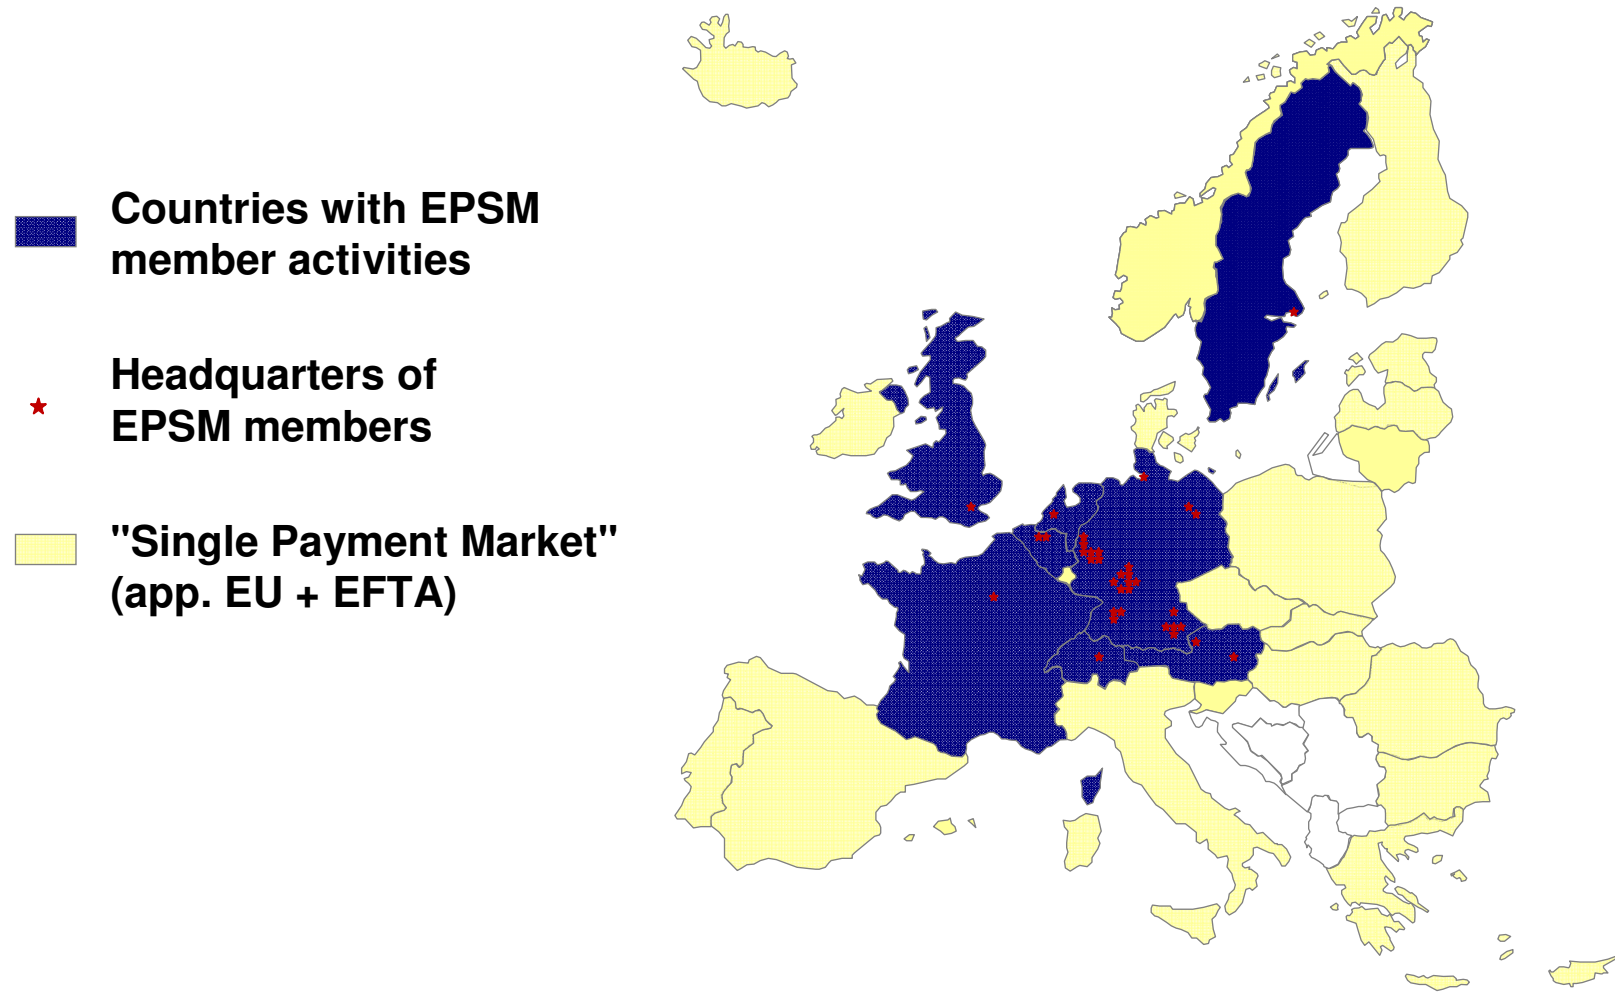 Countries with EPSM
member activities
Headquarters of
EPSM members
"Single Payment Market"
(app. EU + EFTA)